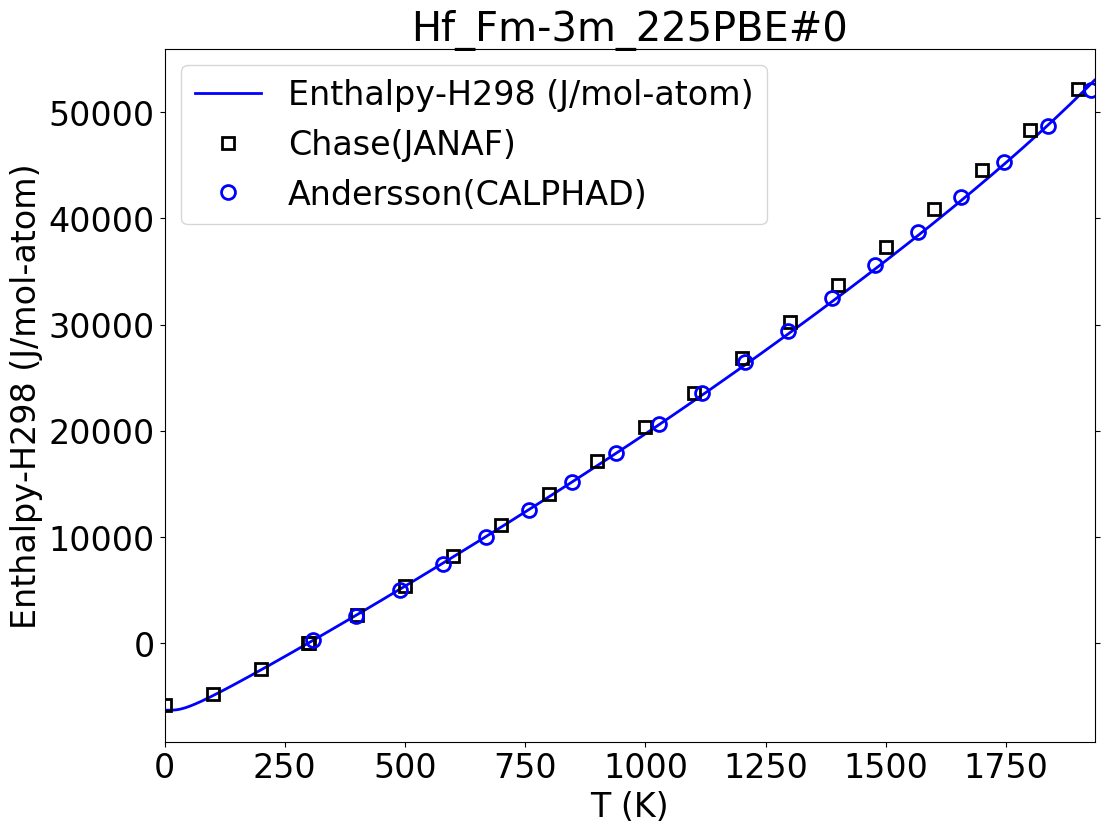 Hf_Fm-3m_225PBE#0
Enthalpy-H298 (J/mol-atom)
Chase(JANAF)
Andersson(CALPHAD)
Enthalpy-H298 (J/mol-atom)
50000
40000
30000
20000
10000
0
0 250 500 750 1000 1250 1500 1750
T (K)